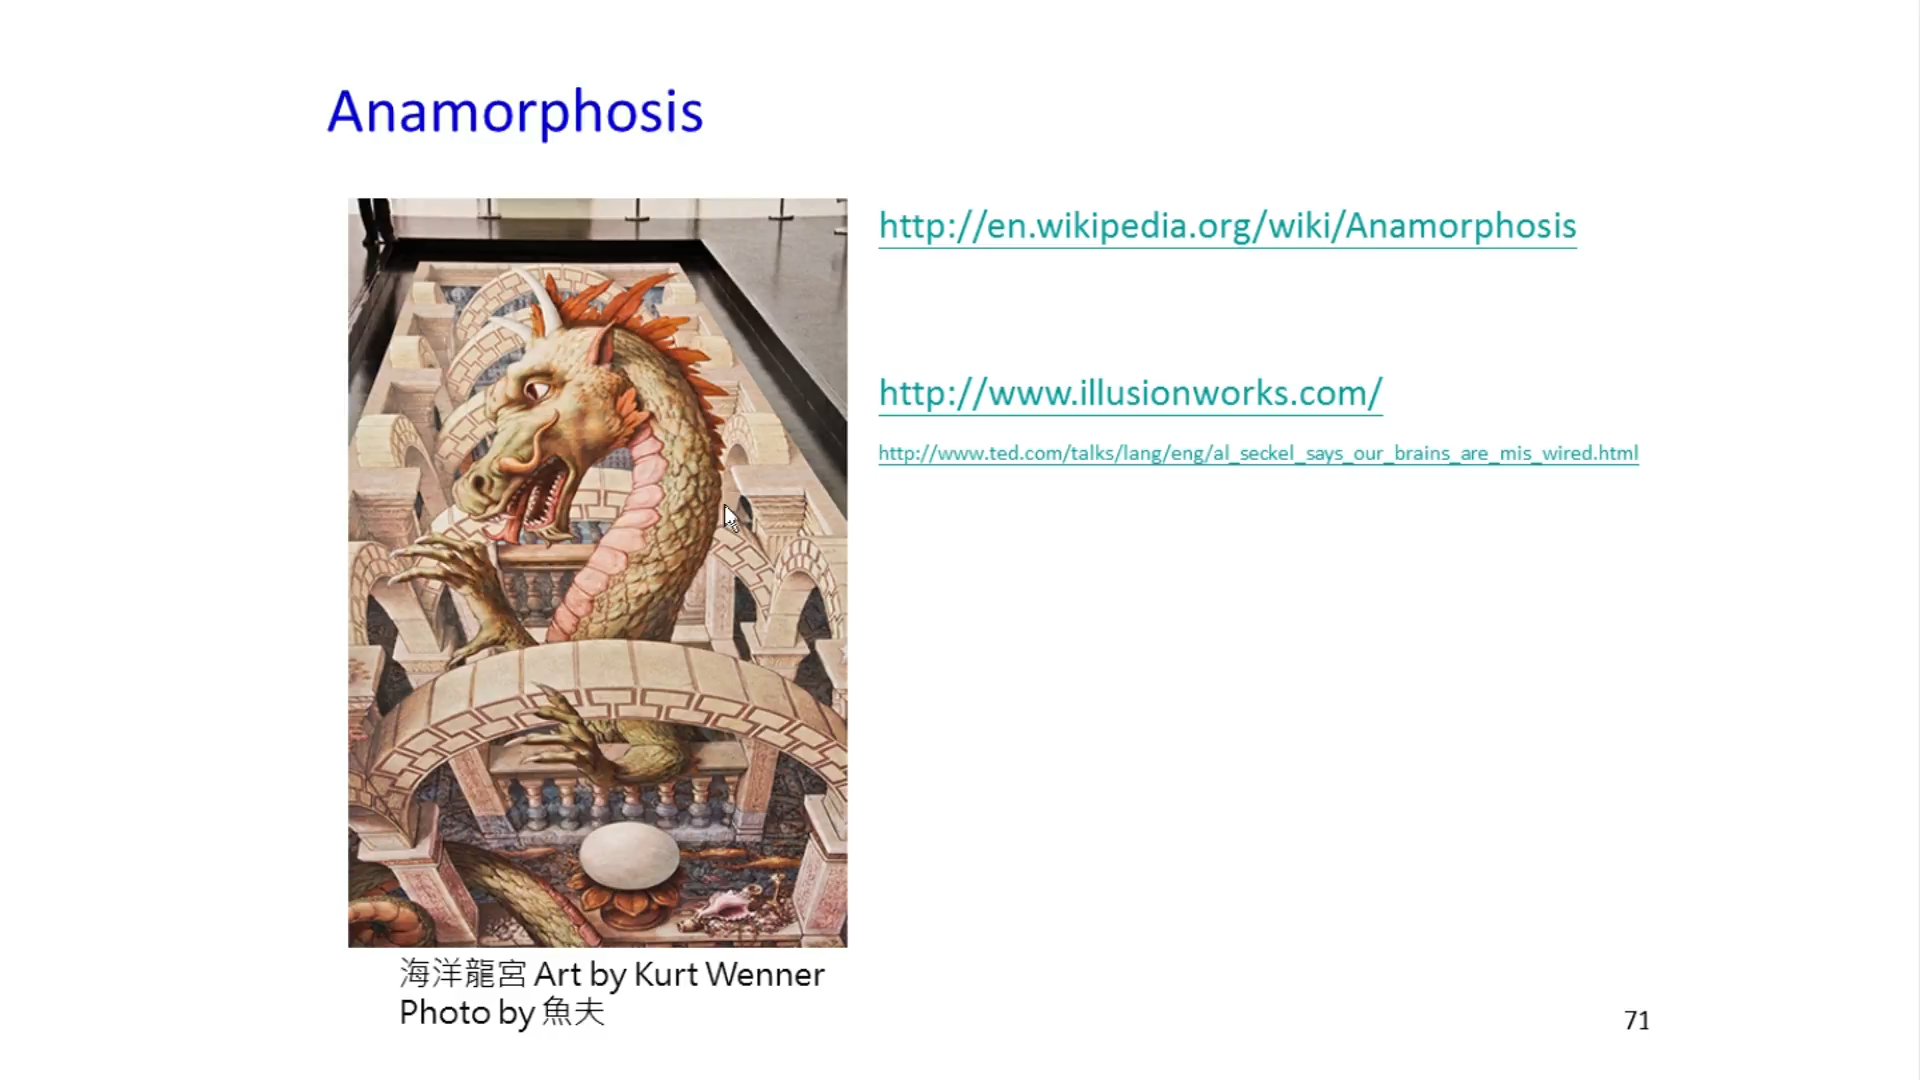 Anamorphosis
http://en.wikipedia.org/wiki/Anamorphosis
http://www.illusionworks.com/
http://www.ted.com/talks/lang/eng/al_seckel_says_our_brains_are_mis_wired.html
海洋龍宮 Art by Kurt Wenner
Photo by 魚夫
71